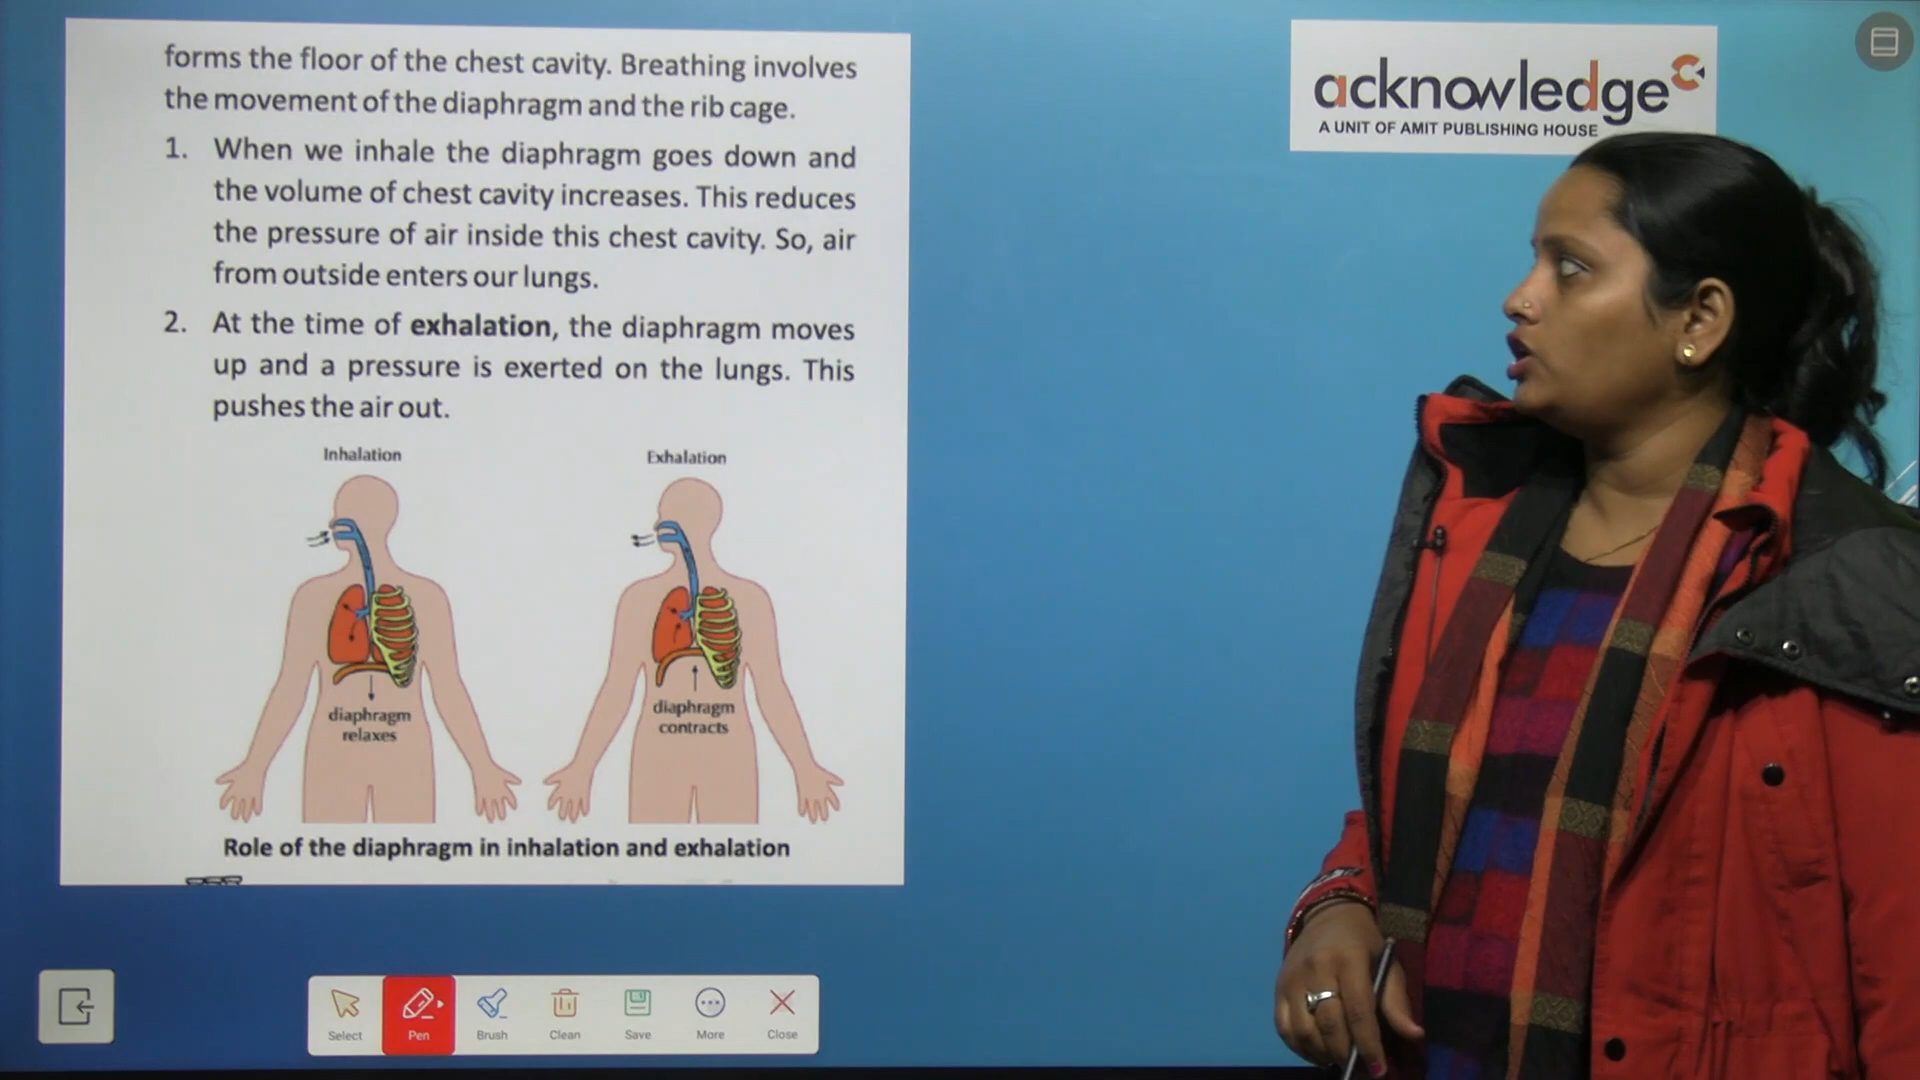 forms the floor of the chest cavity. Breathing involves
the movement of the diaphragm and the rib cage.
1. When we inhale the diaphragm goes down and
the volume of chest cavity increases. This reduces
the pressure of air inside this chest cavity. So, air
from outside enters our lungs.
2. At the time of exhalation, the diaphragm moves
up and a pressure is exerted on the lungs. This
pushes the air out.
Inhalation
Exhalation
diaphragm
relaxes
diaphragm
contracts
Role of the diaphragm in inhalation and exhalation
acknowledge
A UNIT OF AMIT PUBLISHING HOUSE
Select
Pen
Brush
Clean
Save
More
Close